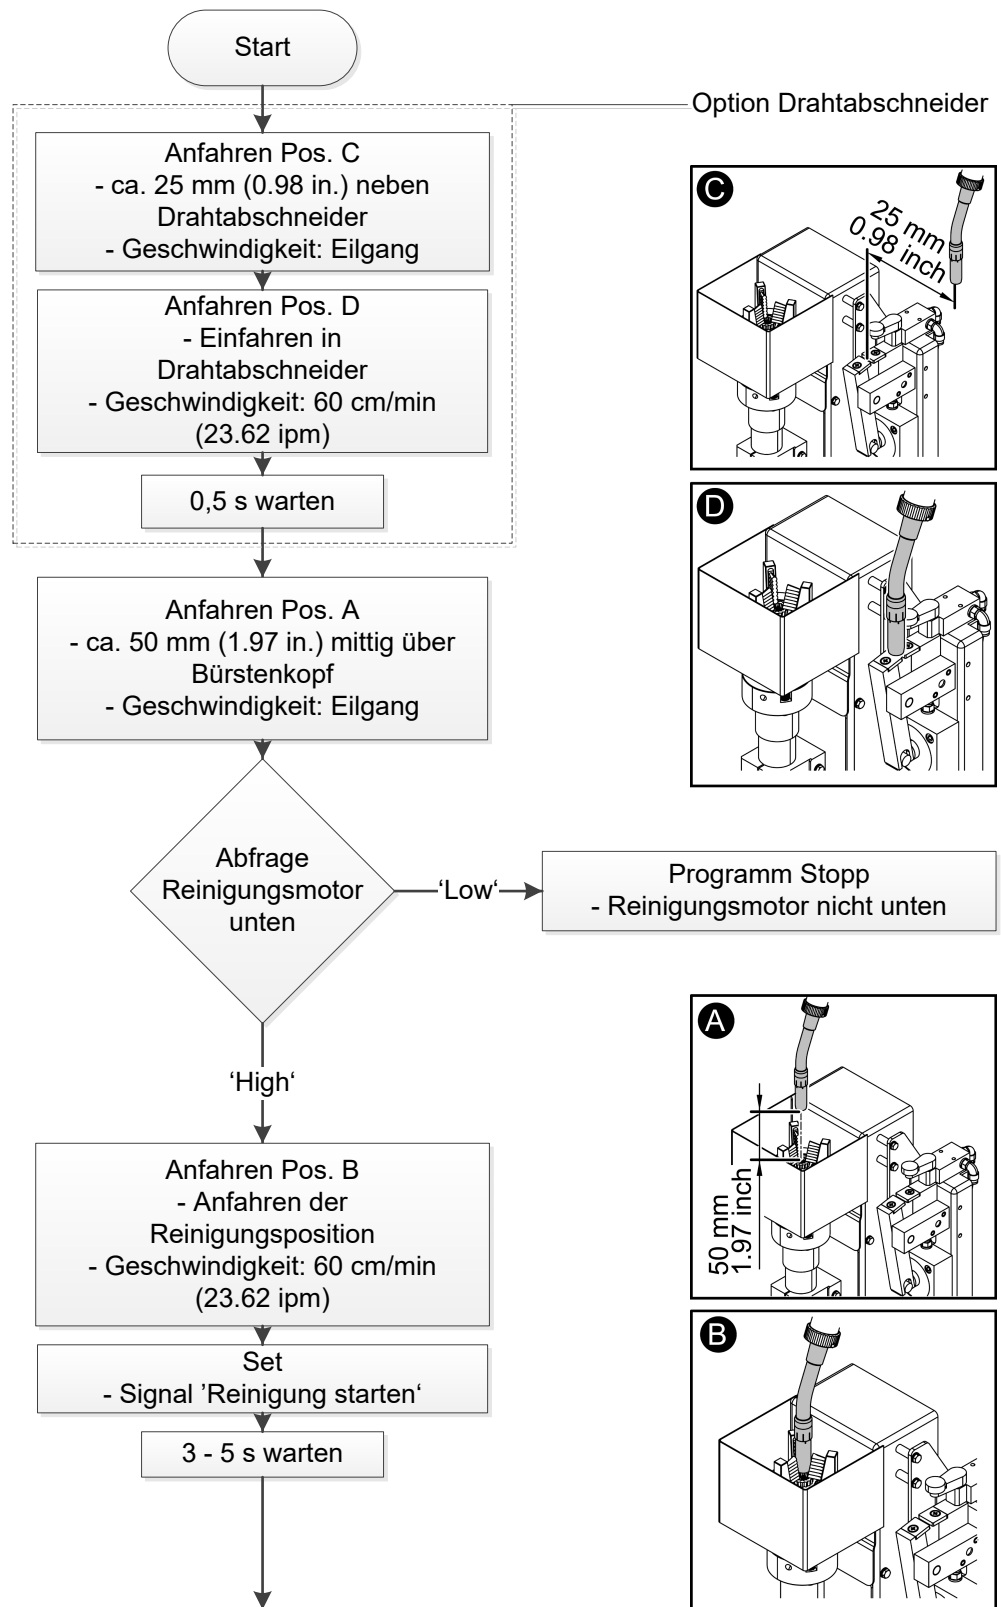 Start
Option Drahtabschneider
Anfahren Pos. C
- ca. 25 mm (0.98 in.) neben
Drahtabschneider
- Geschwindigkeit: Eilgang
Anfahren Pos. D
- Einfahren in
Drahtabschneider
- Geschwindigkeit: 60 cm/min
(23.62 ipm)
0,5 s warten
C
25 mm
0.98 inch
D
Anfahren Pos. A
- ca. 50 mm (1.97 in.) mittig über
Bürstenkopf
- Geschwindigkeit: Eilgang
Abfrage
Reinigungsmotor
unten
‘Low‘
Programm Stopp
- Reinigungsmotor nicht unten
‘High‘
A
50 mm
1.97 inch
Anfahren Pos. B
- Anfahren der
Reinigungsposition
- Geschwindigkeit: 60 cm/min
(23.62 ipm)
Set
- Signal ’Reinigung starten‘
3 - 5 s warten
B